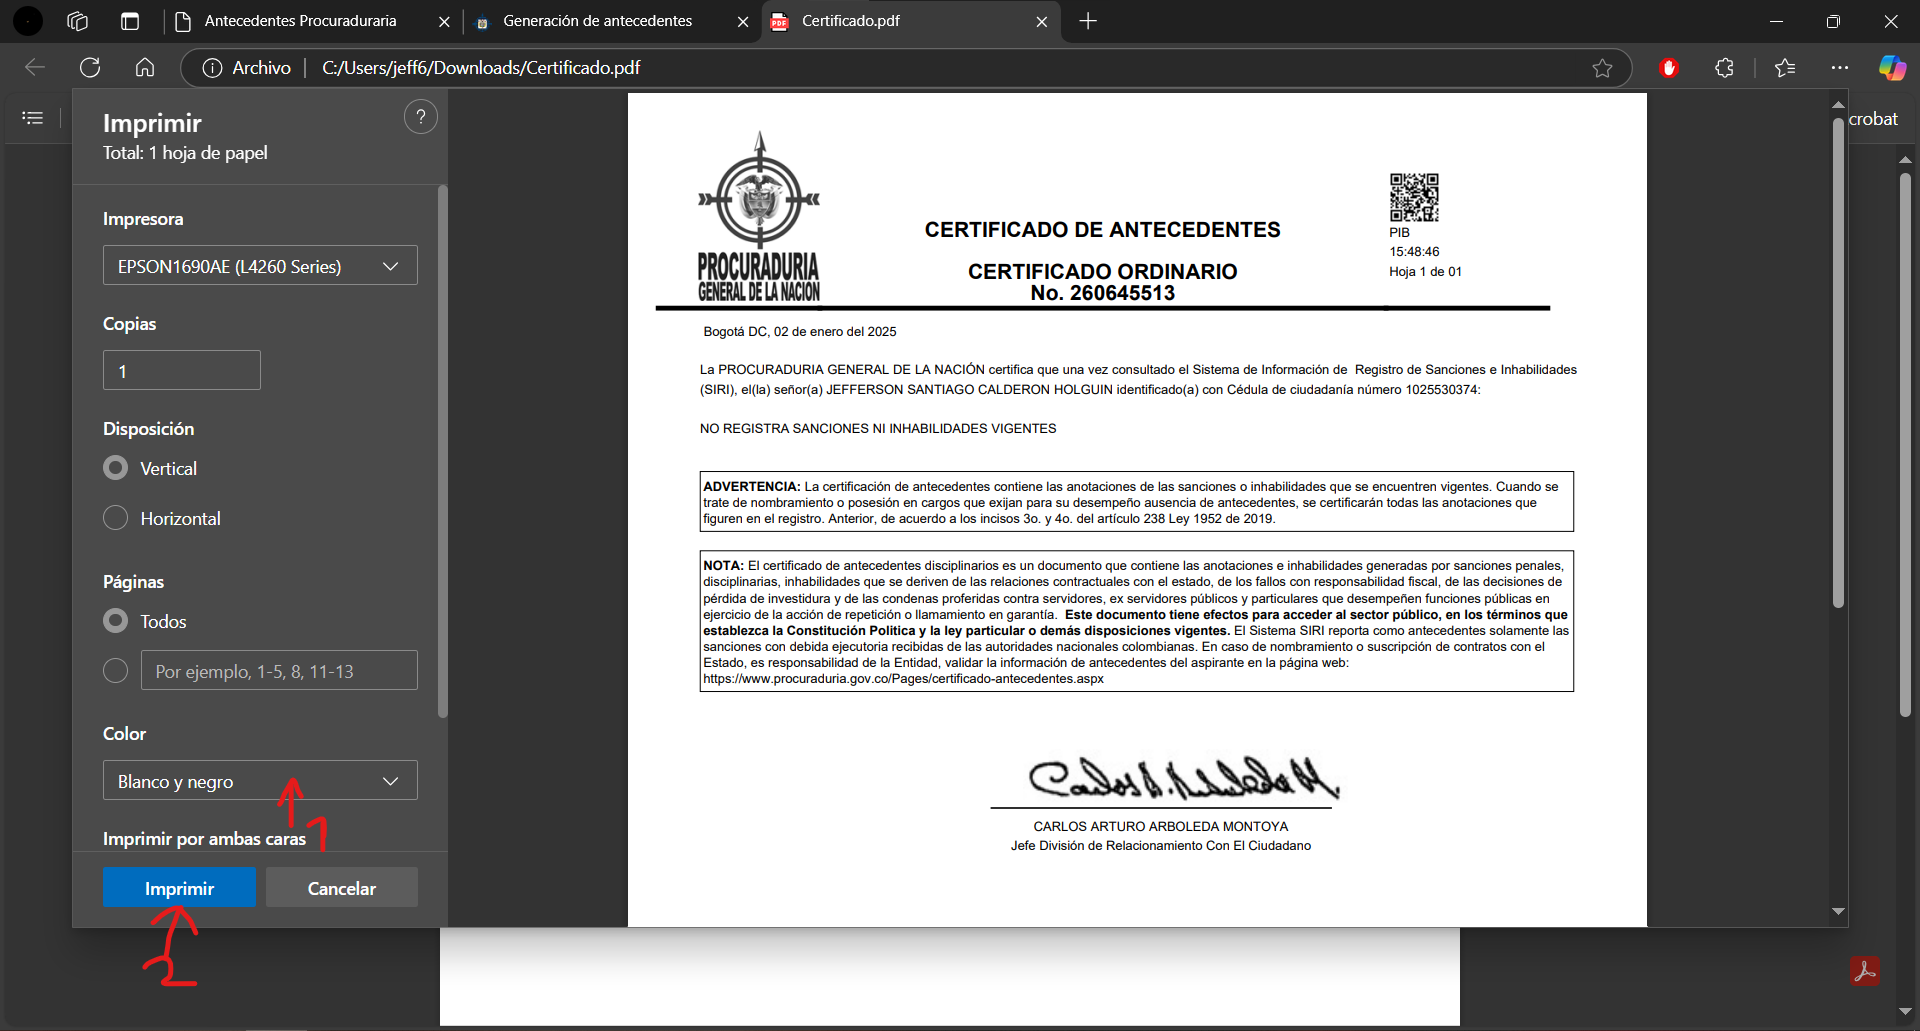 Antecedentes Procuraduraria
Generación de antecedentes
Certificado.pdf
Archivo
C:/Users/jeff6/Downloads/Certificado.pdf
crobat
Imprimir
?
Total: 1 hoja de papel
Impresora
EPSON1690AE (L4260 Series)
Copias
1
Disposición
Vertical
Horizontal
Páginas
Todos
Por ejemplo, 1-5, 8, 11-13
Color
Blanco y negro
1
Imprimir por ambas caras
Imprimir
Cancelar
2
PROCURADURIA
GENERAL DE LA NACION
CERTIFICADO DE ANTECEDENTES
CERTIFICADO ORDINARIO
No. 260645513
PIB
15:48:46
Hoja 1 de 01
Bogotá DC, 02 de enero del 2025
La PROCURADURIA GENERAL DE LA NACIÓN certifica que una vez consultado el Sistema de Información de Registro de Sanciones e Inhabilidades
(SIRI), el(la) señor(a) JEFFERSON SANTIAGO CALDERON HOLGUIN identificado(a) con Cédula de ciudadanía número 1025530374:
NO REGISTRA SANCIONES NI INHABILIDADES VIGENTES
ADVERTENCIA: La certificación de antecedentes contiene las anotaciones de las sanciones o inhabilidades que se encuentren vigentes. Cuando se
trate de nombramiento o posesión en cargos que exijan para su desempeño ausencia de antecedentes, se certificarán todas las anotaciones que
figuren en el registro. Anterior, de acuerdo a los incisos 3o. y 4o. del artículo 238 Ley 1952 de 2019.
NOTA: El certificado de antecedentes disciplinarios es un documento que contiene las anotaciones e inhabilidades generadas por sanciones penales,
disciplinarias, inhabilidades que se deriven de las relaciones contractuales con el estado, de los fallos con responsabilidad fiscal, de las decisiones de
pérdida de investidura y de las condenas proferidas contra servidores, ex servidores públicos y particulares que desempeñen funciones públicas en
ejercicio de la acción de repetición o llamamiento en garantía. Este documento tiene efectos para acceder al sector público, en los términos que
establezca la Constitución Política y la ley particular o demás disposiciones vigentes. El Sistema SIRI reporta como antecedentes solamente las
sanciones con debida ejecutoria recibidas de las autoridades nacionales colombianas. En caso de nombramiento o suscripción de contratos con el
Estado, es responsabilidad de la Entidad, validar la información de antecedentes del aspirante en la página web:
https://www.procuraduria.gov.co/Pages/certificado-antecedentes.aspx
CARLOS ARTURO ARBOLEDA MONTOYA
Jefe División de Relacionamiento Con El Ciudadano